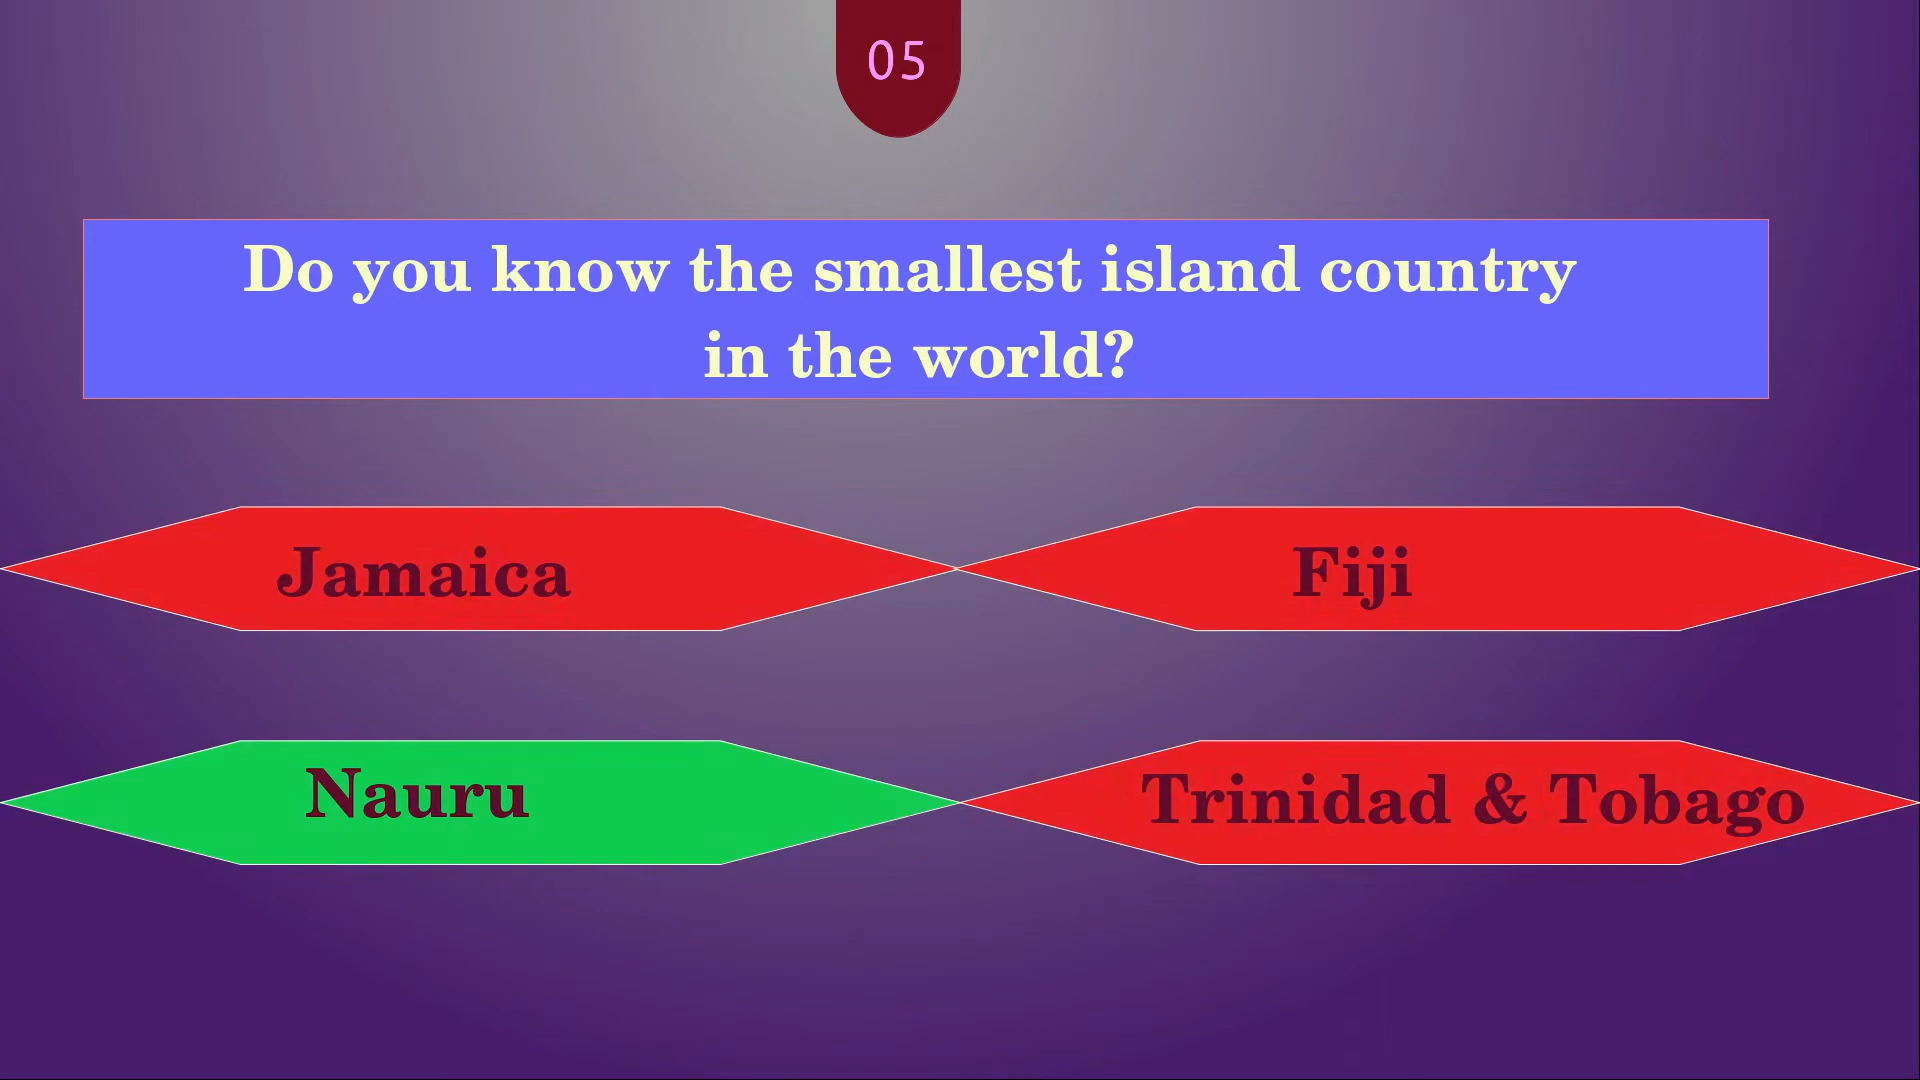 05
Do you know the smallest island country
in the world?
Jamaica
Fiji
Nauru
Trinidad & Tobago